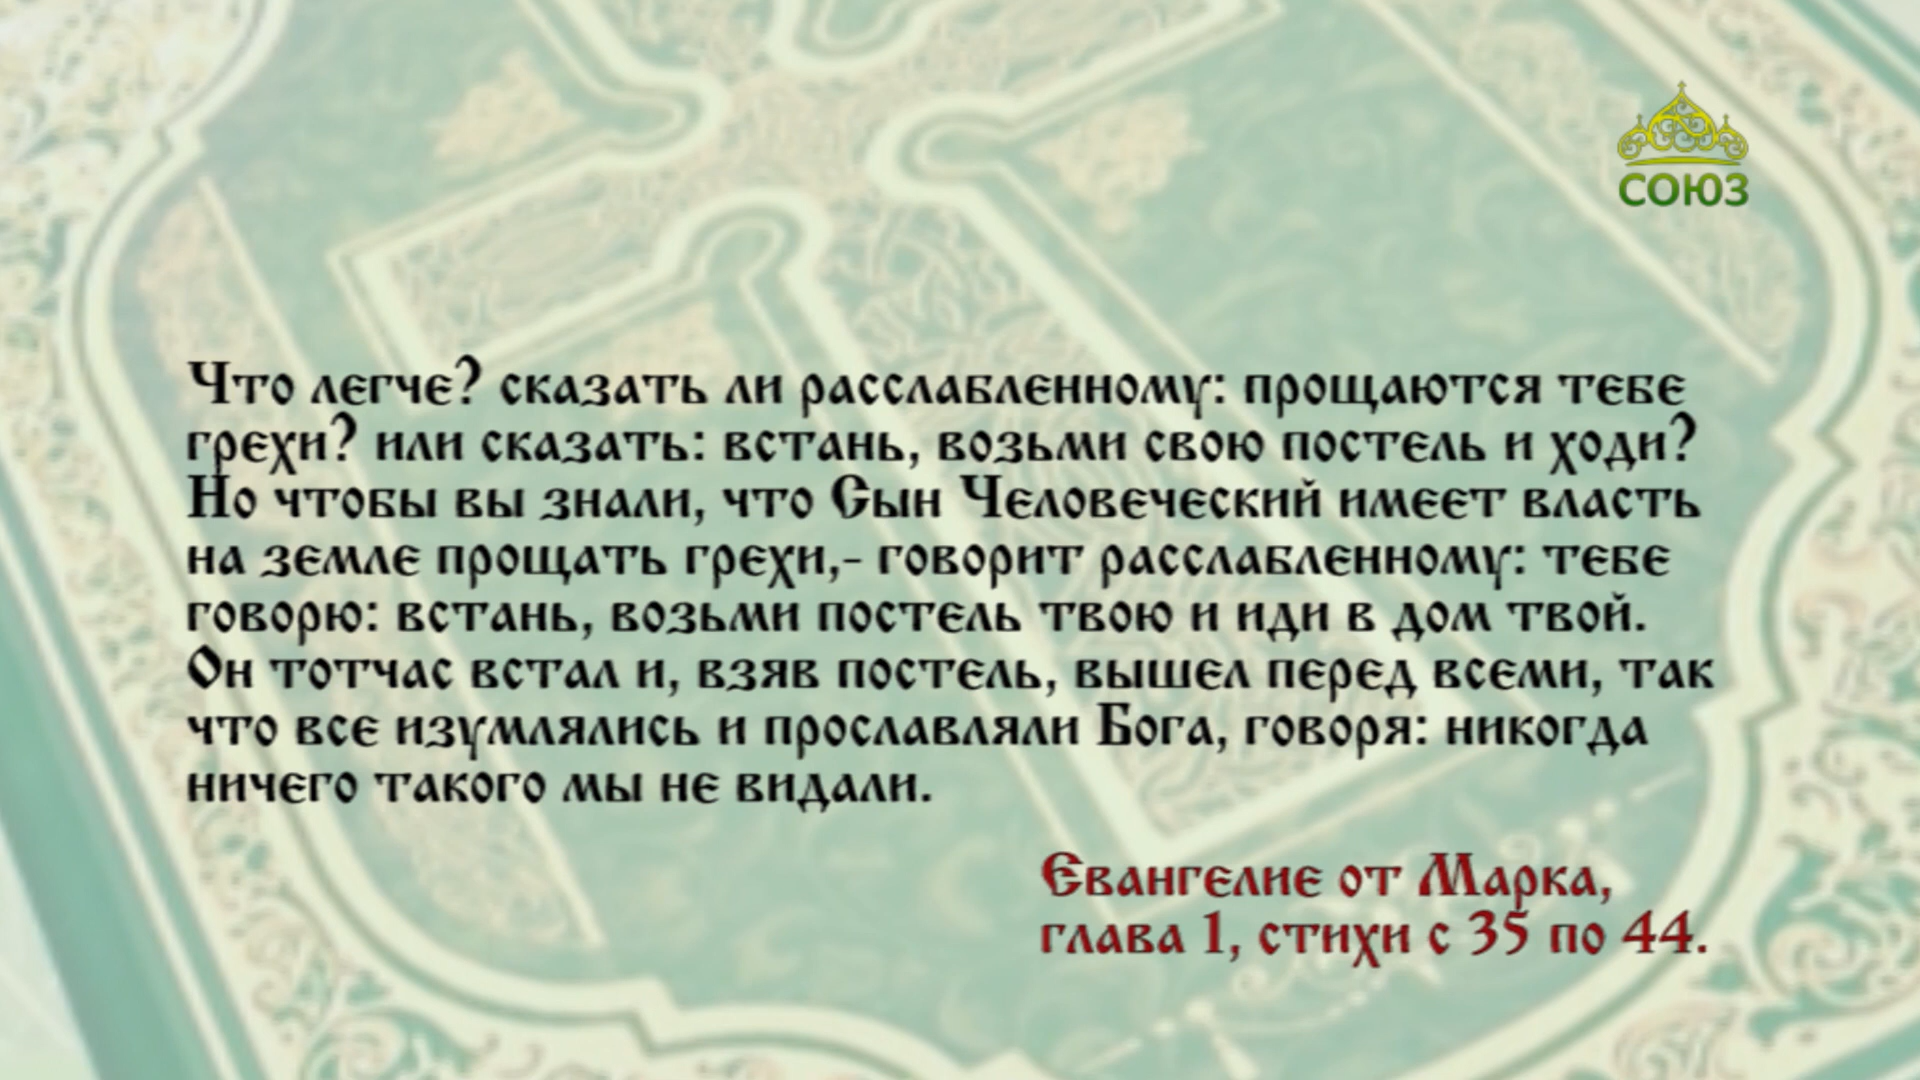 СОЮЗ
Что легче? сказать ли расслабленному: прощаются тебе
грехи? или сказать: встань, возьми свою постель и ходи?
Но чтобы вы знали, что Сын Человеческий имеет власть
на земле прощать грехи,- говорит расслабленному: тебе
говорю: встань, возьми постель твою и иди в дом твой.
Он тотчас встал и, взяв постель, вышел перед всеми, так
что все изумлялись и прославляли Бога, говоря: никогда
ничего такого мы не видали.
Евангелие от Марка,
глава 1, стихи с 35 по 44.